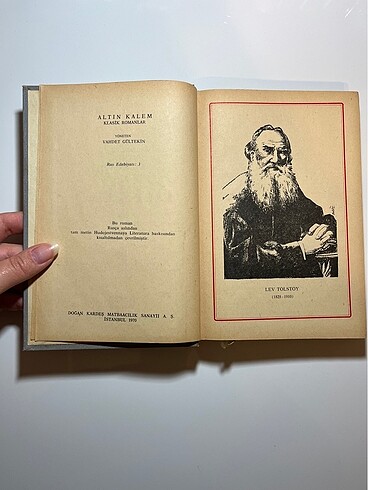 ALTIN KALEM
KLASİK ROMANLAR
YÖNETEN
VAHDET GÜLTEKİN
Rus Edebiyatı: 1
Bu roman
Rusça aslından
tam metin Hudojestvennaya Literatura baskısından
kısaltılmadan çevrilmiştir.
DOĞAN KARDEŞ MATBAACILIK SANAYİİ A. Ş.
İSTANBUL 1970
LEV TOLSTOY
(1828-1910)